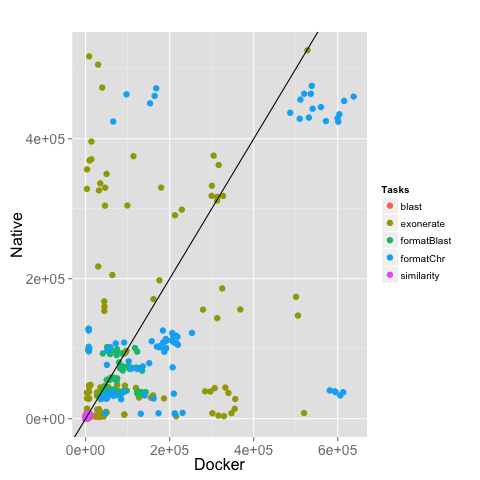 Native
4e+05
2e+05
0e+00
0e+00 2e+05 4e+05 6e+05
Docker
Tasks
blast
exonerate
formatBlast
formatChr
similarity